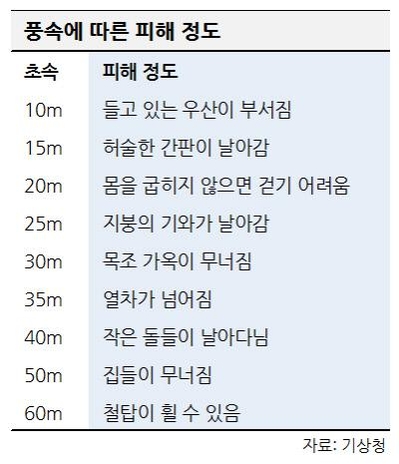 풍속에 따른 피해 정도
초속 피해 정도
10m 들고 있는 우산이 부서짐
15m 허술한 간판이 날아감
20m 몸을 굽히지 않으면 걷기 어려움
25m 지붕의 기와가 날아감
30m 목조 가옥이 무너짐
35m 열차가 넘어짐
40m 작은 돌들이 날아다님
50m 집들이 무너짐
60m 철탑이 휠 수 있음
자료: 기상청